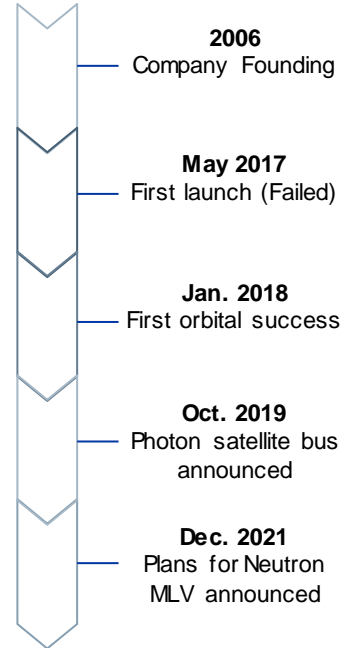 2006
Company Founding
May 2017
First launch (Failed)
Jan. 2018
First orbital success
Oct. 2019
Photon satellite bus
announced
Dec. 2021
Plans for Neutron
MLV announced